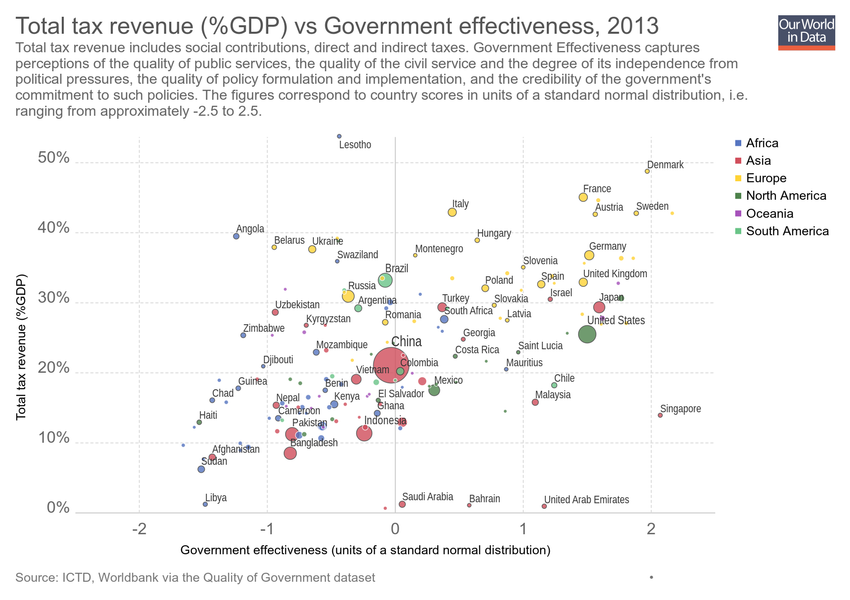 Total tax revenue (%GDP) vs Government effectiveness, 2013
Our World
in Data
Total tax revenue includes social contributions, direct and indirect taxes. Government Effectiveness captures
perceptions of the quality of public services, the quality of the civil service and the degree of its independence from
political pressures, the quality of policy formulation and implementation, and the credibility of the government's
commitment to such policies. The figures correspond to country scores in units of a standard normal distribution, i.e.
ranging from approximately -2.5 to 2.5.
Africa
Asia
Europe
North America
Oceania
South America
Total tax revenue (%GDP)
50%
40%
30%
20%
10%
0%
Lesotho
Denmark
France
Italy
Austria
Sweden
Angola
Belarus
Ukraine
Hungary
Swaziland
Montenegro
Germany
Slovenia
Brazil
Russia
Poland
Spain
United Kingdom
Argentina
Turkey
Slovakia
Israel
Japan
Uzbekistan
Kyrgyzstan
Romania
South Africa
Latvia
United States
Zimbabwe
China
Georgia
Mozambique
Costa Rica
Saint Lucia
Djibouti
Vietnam
Colombia
Mauritius
Guinea
Benin
Mexico
Chile
Chad
Nepal
Kenya
El Salvador
Malaysia
Haiti
Cameroon
Ghana
Singapore
Pakistan
Indonesia
Afghanistan
Bangladesh
Sudan
Libya
Saudi Arabia
Bahrain
United Arab Emirates
-2
-1
0
1
2
Government effectiveness (units of a standard normal distribution)
Source: ICTD, Worldbank via the Quality of Government dataset